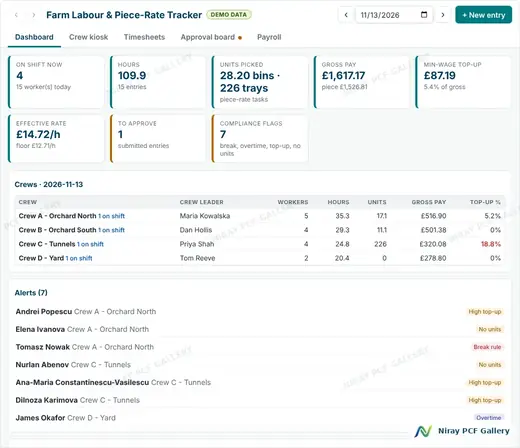 Farm Labour & Piece-Rate Tracker DEMO DATA 11/13/2026 + New entry
Dashboard Crew kiosk Timesheets Approval board Payroll
ON SHIFT NOW
4
15 worker(s) today
HOURS
109.9
15 entries
UNITS PICKED
28.20 bins ·
226 trays
piece-rate tasks
GROSS PAY
£1,617.17
piece £1,526.81
MIN-WAGE TOP-UP
£87.19
5.4% of gross
EFFECTIVE RATE
£14.72/h
floor £12.71/h
TO APPROVE
1
submitted entries
COMPLIANCE FLAGS
7
break, overtime, top-up, no
units
Crews · 2026-11-13
CREW CREW LEADER WORKERS HOURS UNITS GROSS PAY TOP-UP %
Crew A - Orchard North 1 on shift Maria Kowalska 5 35.3 17.1 £516.90 5.2%
Crew B - Orchard South 1 on shift Dan Hollis 4 29.3 11.1 £501.38 0%
Crew C - Tunnels 1 on shift Priya Shah 4 24.8 226 £320.08 18.8%
Crew D - Yard 1 on shift Tom Reeve 2 20.4 0 £278.80 0%
Alerts (7)
Andrei Popescu Crew A - Orchard North High top-up
Elena Ivanova Crew A - Orchard North No units
Tomasz Nowak Crew A - Orchard North Break rule
Nurlan Abenov Crew C - Tunnels No units
Ana-Maria Constantinescu-Vasilescu Crew C - Tunnels High top-up
Dilnoza Karimova Crew C - Tunnels High top-up
James Okafor Crew D - Yard Overtime
Niray PCF Gallery